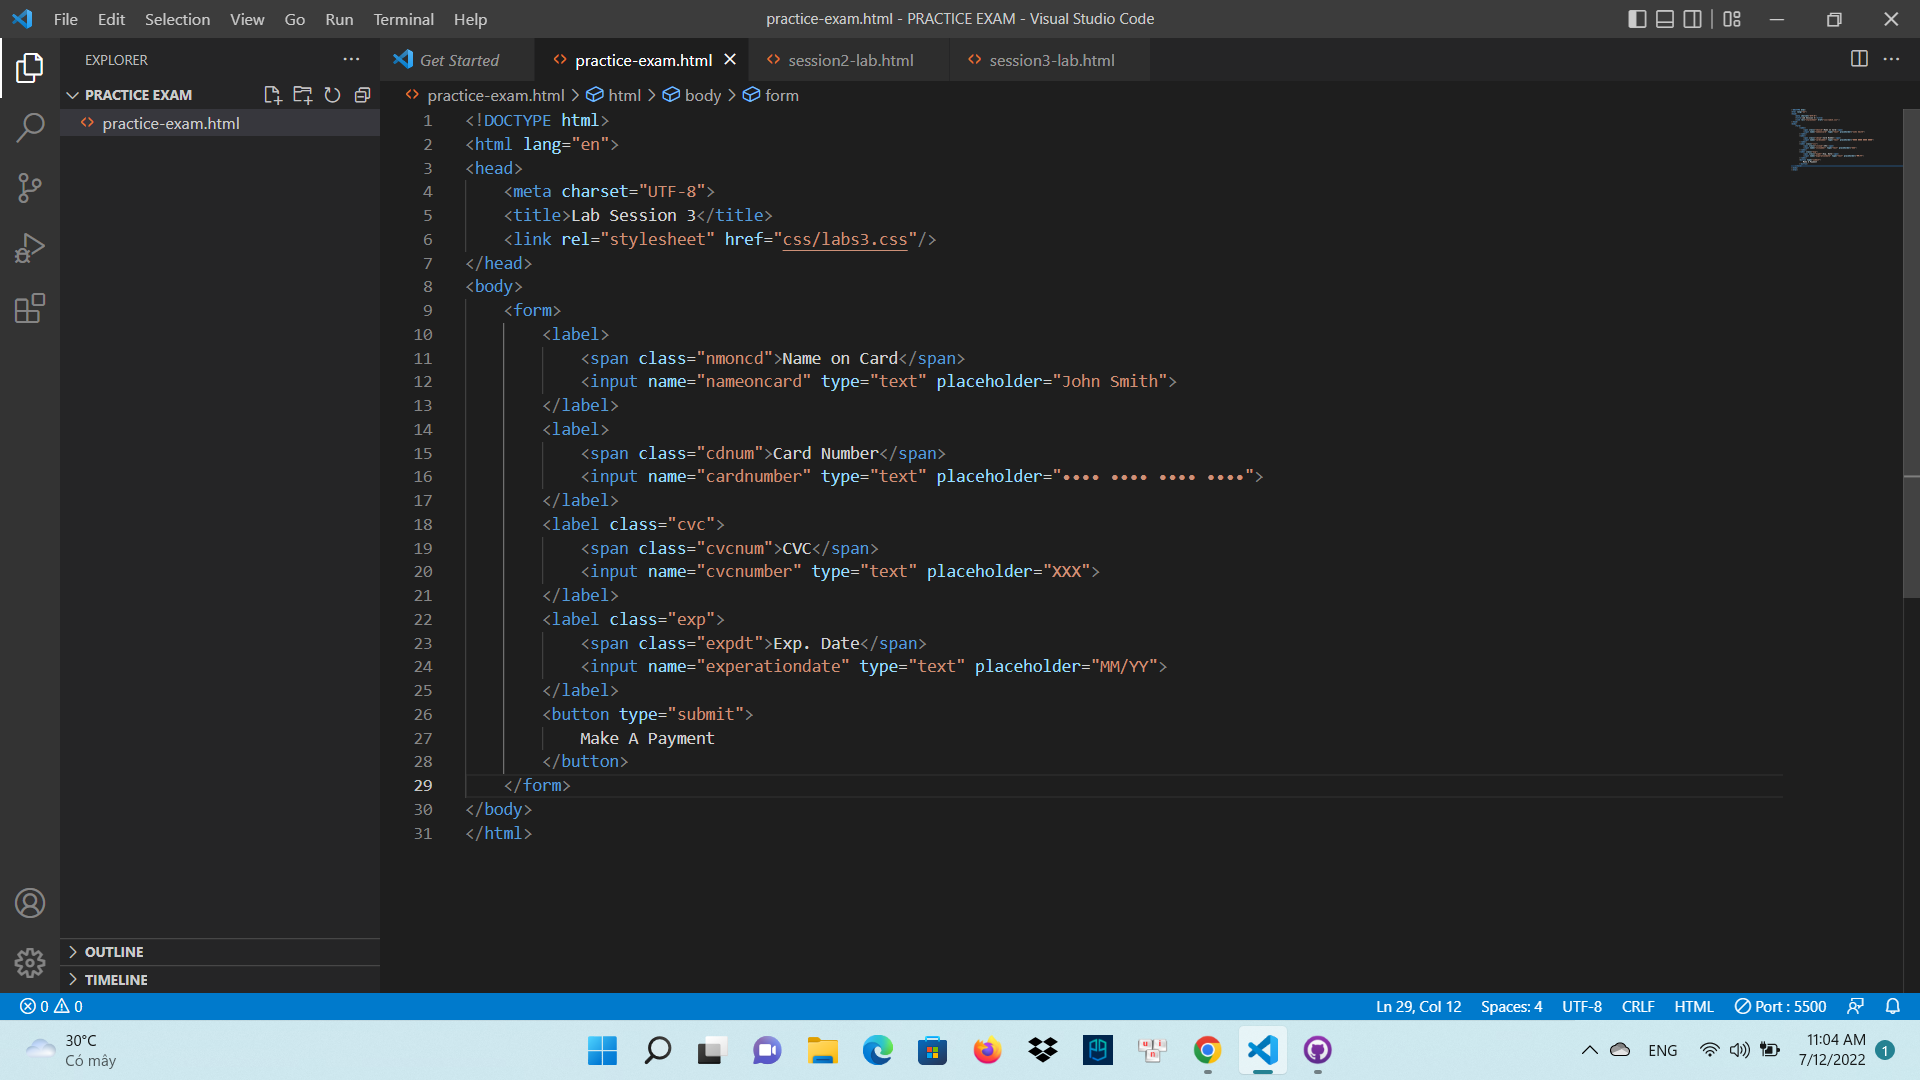 File Edit Selection View Go Run Terminal Help
practice-exam.html - PRACTICE EXAM - Visual Studio Code
EXPLORER
PRACTICE EXAM
practice-exam.html
Get Started
practice-exam.html
session2-lab.html
session3-lab.html
practice-exam.html > html > body > form
1 <!DOCTYPE html>
2 <html lang="en">
3 <head>
4 <meta charset="UTF-8">
5 <title>Lab Session 3</title>
6 <link rel="stylesheet" href="css/labs3.css"/>
7 </head>
8 <body>
9 <form>
10 <label>
11 <span class="nmoncd">Name on Card</span>
12 <input name="nameoncard" type="text" placeholder="John Smith">
13 </label>
14 <label>
15 <span class="cdnum">Card Number</span>
16 <input name="cardnumber" type="text" placeholder="•••• •••• •••• ••••">
17 </label>
18 <label class="cvc">
19 <span class="cvcnum">CVC</span>
20 <input name="cvcnumber" type="text" placeholder="XXX">
21 </label>
22 <label class="exp">
23 <span class="expdt">Exp. Date</span>
24 <input name="experationdate" type="text" placeholder="MM/YY">
25 </label>
26 <button type="submit">
27 Make A Payment
28 </button>
29 </form>
30 </body>
31 </html>
OUTLINE
TIMELINE
0 0
Ln 29, Col 12 Spaces: 4 UTF-8 CRLF HTML Port : 5500
30°C
Có mây
ENG
11:04 AM
7/12/2022
1